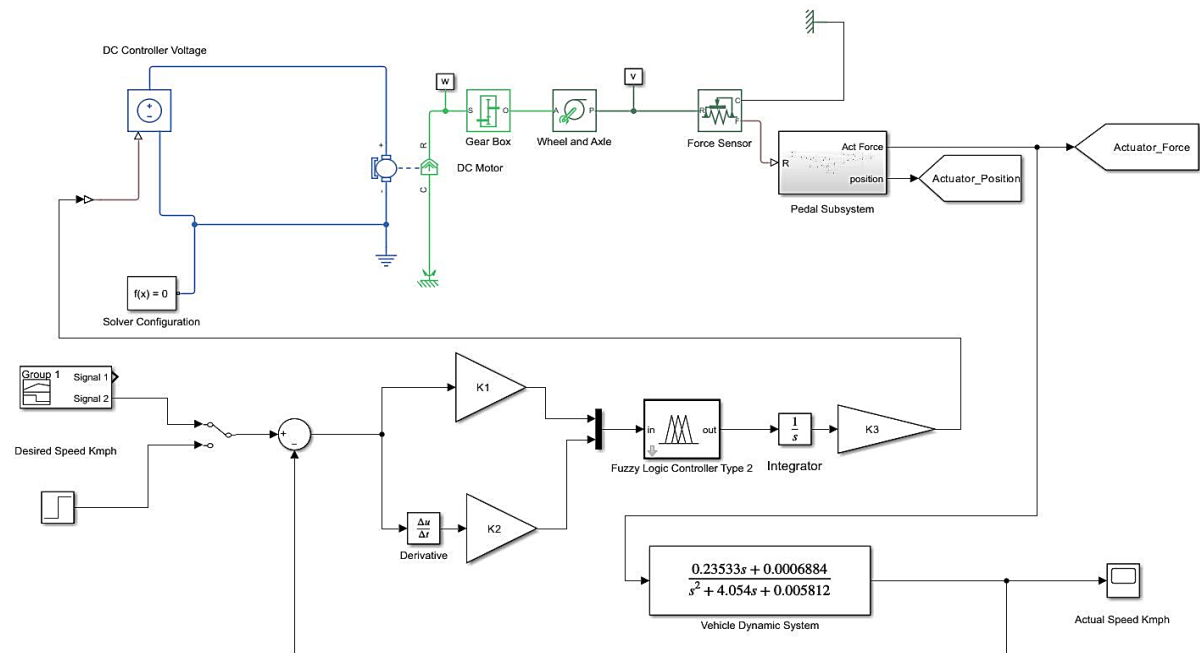 DC Controller Voltage
W
V
S
O
A
P
R
C
F
Gear Box
Wheel and Axle
Force Sensor
+
-
R
C
DC Motor
R
Act Force
position
Actuator_Force
Actuator_Position
Pedal Subsystem
f(x) = 0
Solver Configuration
Group 1
Signal 1
Signal 2
Desired Speed Kmph
+
−
K1
in
out
Fuzzy Logic Controller Type 2
1
s
Integrator
K3
Δu
Δt
Derivative
K2
0.23533s + 0.0006884
s² + 4.054s + 0.005812
Vehicle Dynamic System
Actual Speed Kmph